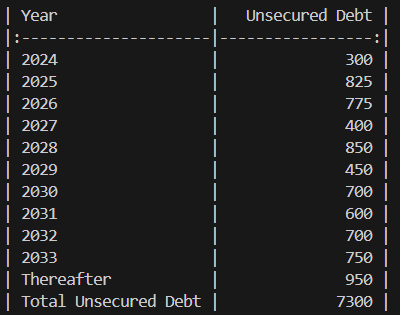 | Year                | Unsecured Debt |
|:--------------------|---------------:|
| 2024                |            300 |
| 2025                |            825 |
| 2026                |            775 |
| 2027                |            400 |
| 2028                |            850 |
| 2029                |            450 |
| 2030                |            700 |
| 2031                |            600 |
| 2032                |            700 |
| 2033                |            750 |
| Thereafter          |            950 |
| Total Unsecured Debt |           7300 |